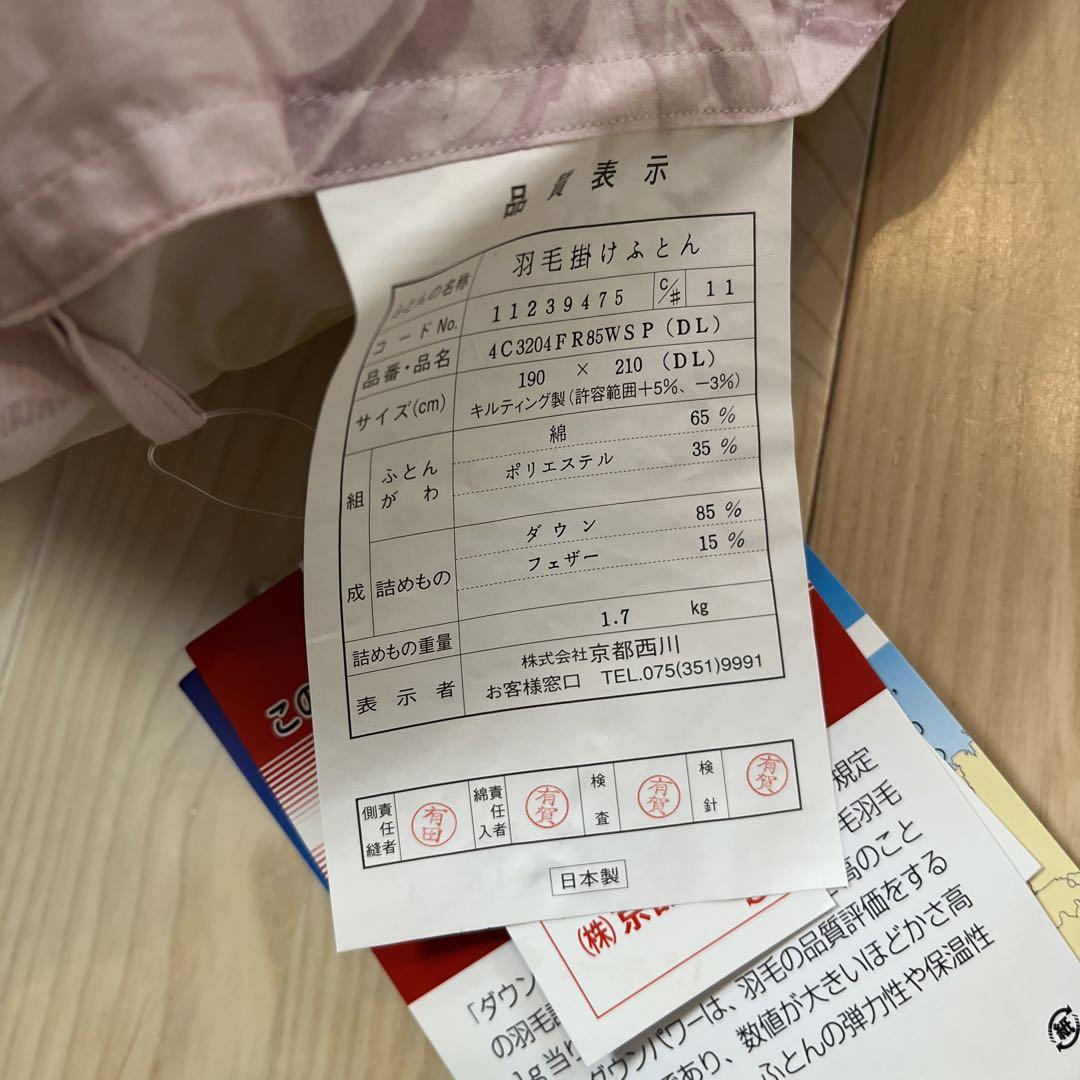 品質表示
ふとんの名称 羽毛掛けふとん
コードNo. 11239475 C/# 11
品番・品名 4C3204FR85WSP(DL)
サイズ(cm) 190 × 210 (DL)
キルティング製(許容範囲+5%、-3%)
組成 ふとんがわ 綿 65 %
ポリエステル 35 %
詰めもの ダウン 85 %
フェザー 15 %
詰めもの重量 1.7 kg
表示者 株式会社京都西川
お客様窓口 TEL.075(351)9991
側縫責任者 有田
綿入責任者 有賀
検査 有賀
検針 有賀
日本製
この
(株)京
規定
毛羽毛
高のこと
「ダウン
の羽毛
、羽毛の品質評価をする
1g当り
ダウンパワーは
であり、数値が大きいほどかさ高
ふとんの弾力性や保温性
紙